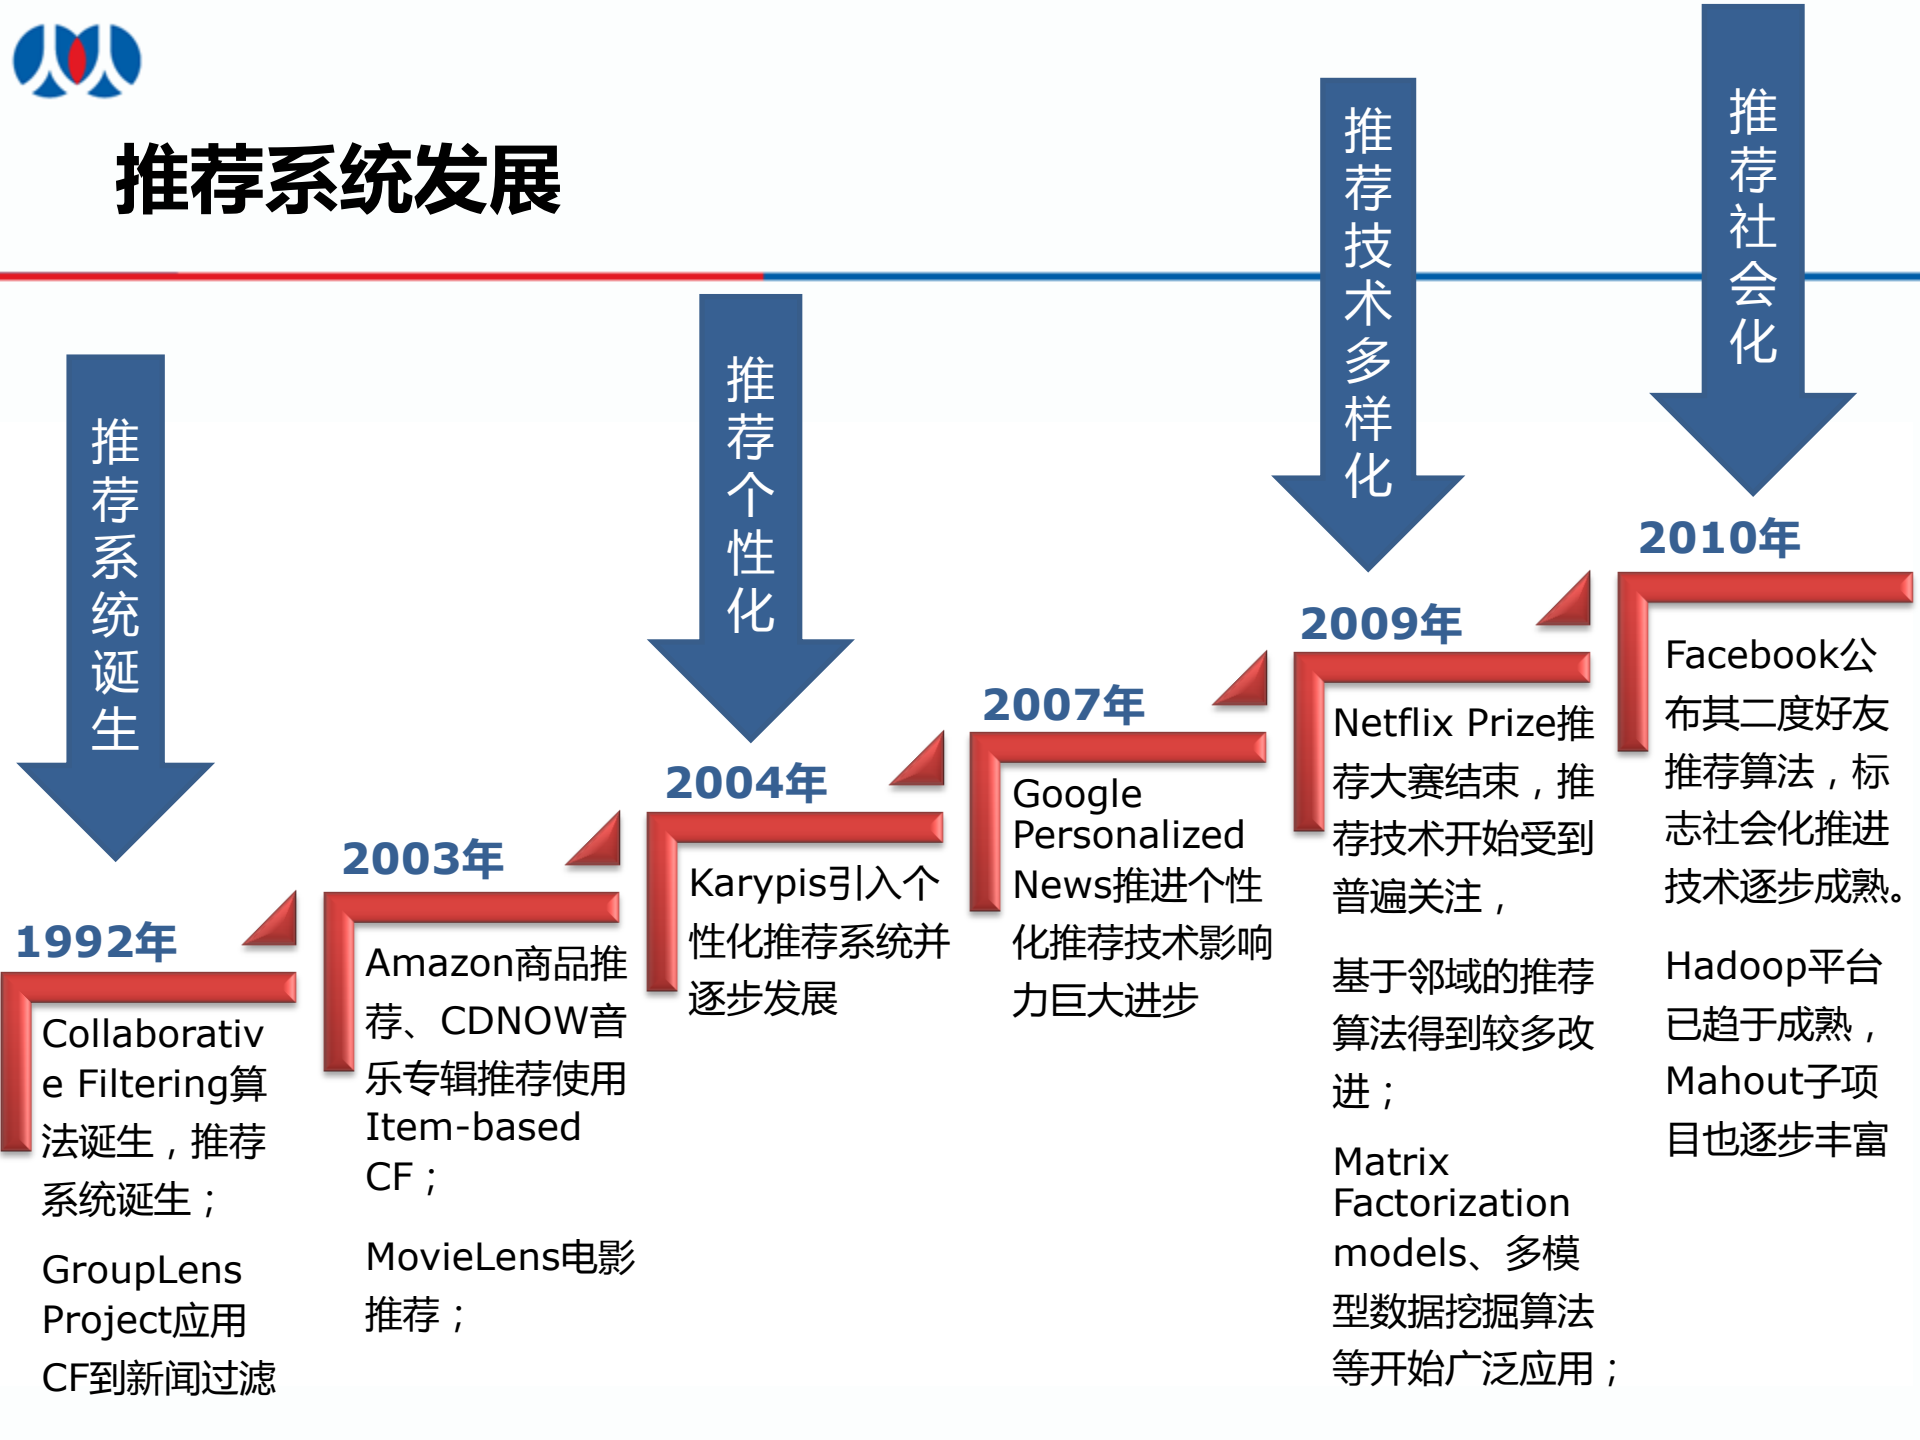 推荐系统发展
推荐系统诞生
1992年
Collaborativ
e Filtering算
法诞生，推荐
系统诞生；
GroupLens
Project应用
CF到新闻过滤
2003年
Amazon商品推
荐、CDNOW音
乐专辑推荐使用
Item-based
CF；
MovieLens电影
推荐；
推荐个性化
2004年
Karypis引入个
性化推荐系统并
逐步发展
2007年
Google
Personalized
News推进个性
化推荐技术影响
力巨大进步
推荐技术多样化
2009年
Netflix Prize推
荐大赛结束，推
荐技术开始受到
普遍关注，
基于邻域的推荐
算法得到较多改
进；
Matrix
Factorization
models、多模
型数据挖掘算法
等开始广泛应用；
推荐社会化
2010年
Facebook公
布其二度好友
推荐算法，标
志社会化推进
技术逐步成熟。
Hadoop平台
已趋于成熟，
Mahout子项
目也逐步丰富